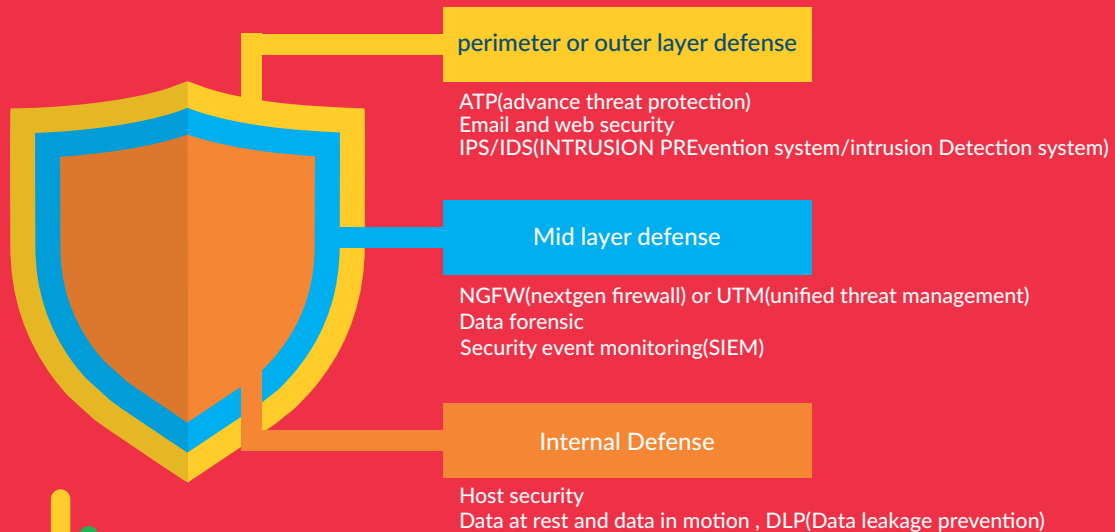 perimeter or outer layer defense
ATP(advance threat protection)
Email and web security
IPS/IDS(INTRUSION PREvention system/intrusion Detection system)
Mid layer defense
NGFW(nextgen firewall) or UTM(unified threat management)
Data forensic
Security event monitoring(SIEM)
Internal Defense
Host security
Data at rest and data in motion , DLP(Data leakage prevention)